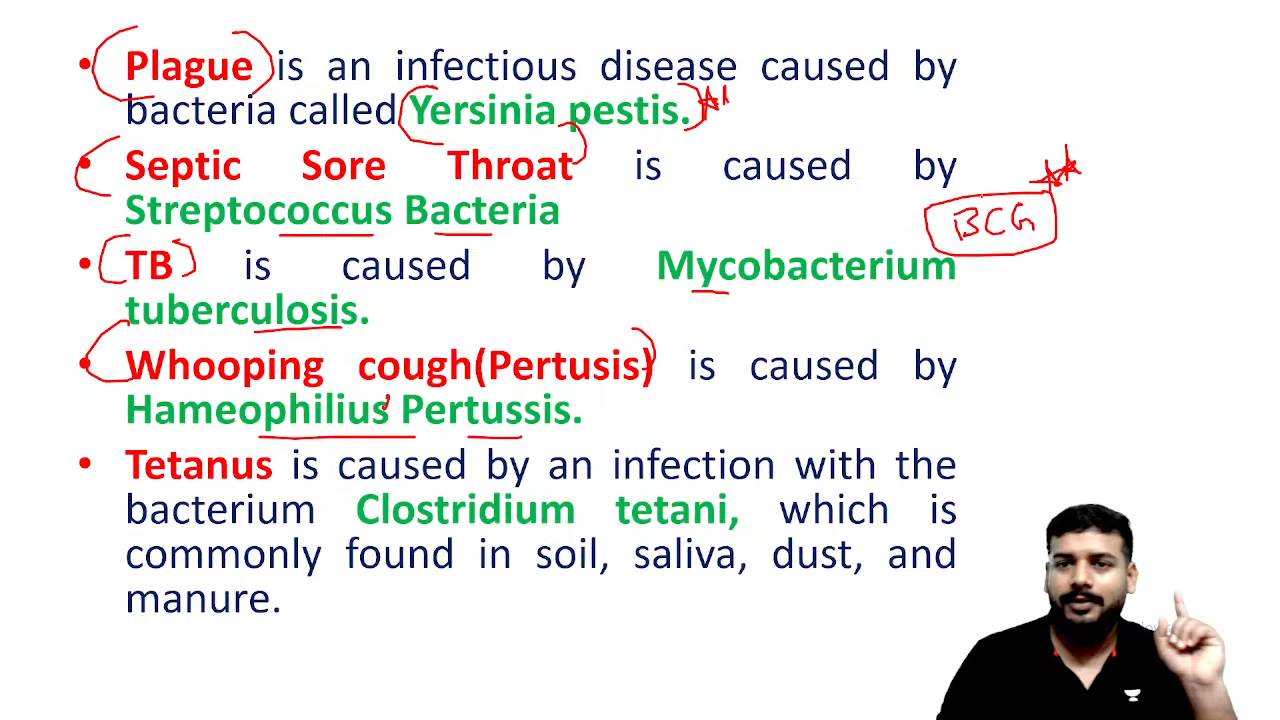 • Plague is an infectious disease caused by
bacteria called Yersinia pestis.
• Septic Sore Throat is caused by
Streptococcus Bacteria
BCG
• TB is caused by Mycobacterium
tuberculosis.
• Whooping cough(Pertusis) is caused by
Hameophilius Pertussis.
• Tetanus is caused by an infection with the
bacterium Clostridium tetani, which is
commonly found in soil, saliva, dust, and
manure.